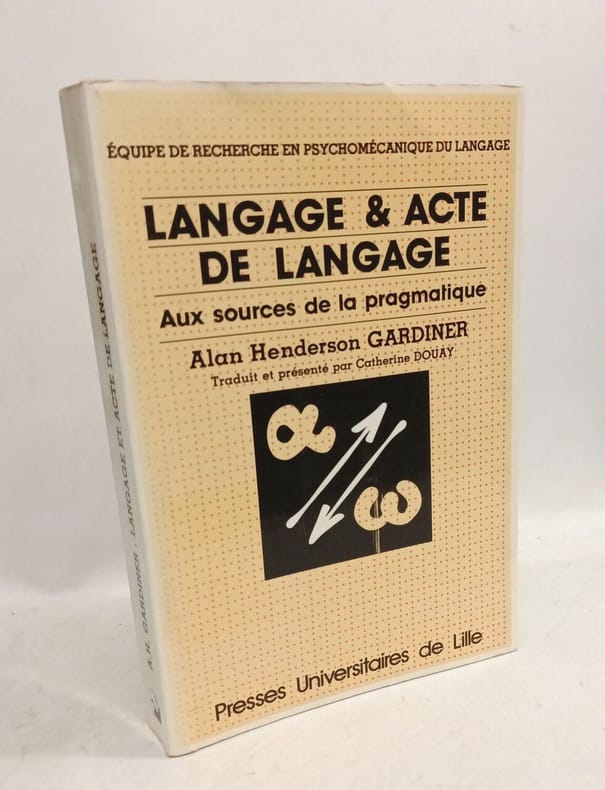 ÉQUIPE DE RECHERCHE EN PSYCHOMÉCANIQUE DU LANGAGE
LANGAGE & ACTE
DE LANGAGE
Aux sources de la pragmatique
Alan Henderson GARDINER
Traduit et présenté par Catherine DOUAY
α
ω
Presses Universitaires de Lille
A.H. GARDINER - LANGAGE ET ACTE DE LANGAGE